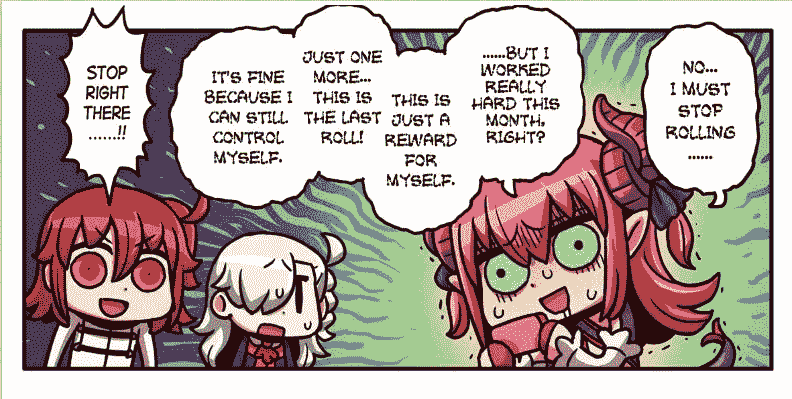 NO...
I MUST
STOP
ROLLING
......
......BUT I
WORKED
REALLY
HARD THIS
MONTH,
RIGHT?
THIS IS
JUST A
REWARD
FOR
MYSELF.
JUST ONE
MORE...
THIS IS
THE LAST
ROLL!
IT'S FINE
BECAUSE I
CAN STILL
CONTROL
MYSELF.
STOP
RIGHT
THERE
......!!